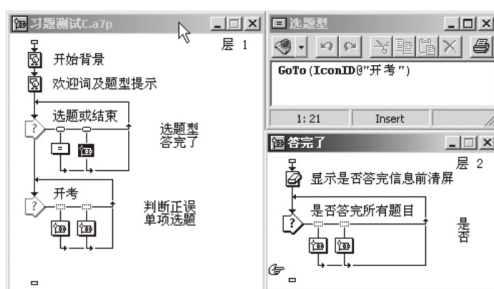 习题测试C.a7p
层 1
开始背景
欢迎词及题型提示
选题或结束
选题型
答完了
开考
判断正误
单项选题
选题型
GoTo(IconID@"开考")
1:21 Insert
答完了
层 2
显示是否答完信息前清屏
是否答完所有题目
是
否